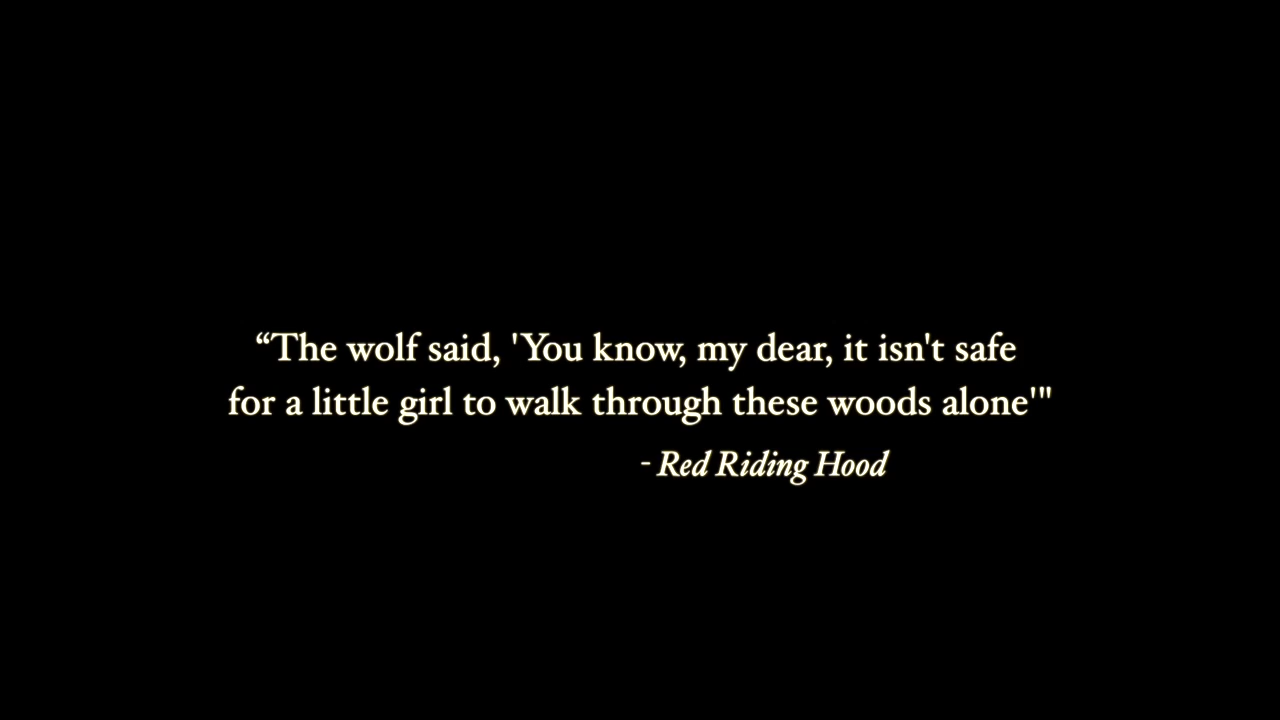 “The wolf said, 'You know, my dear, it isn't safe
for a little girl to walk through these woods alone'"
- Red Riding Hood